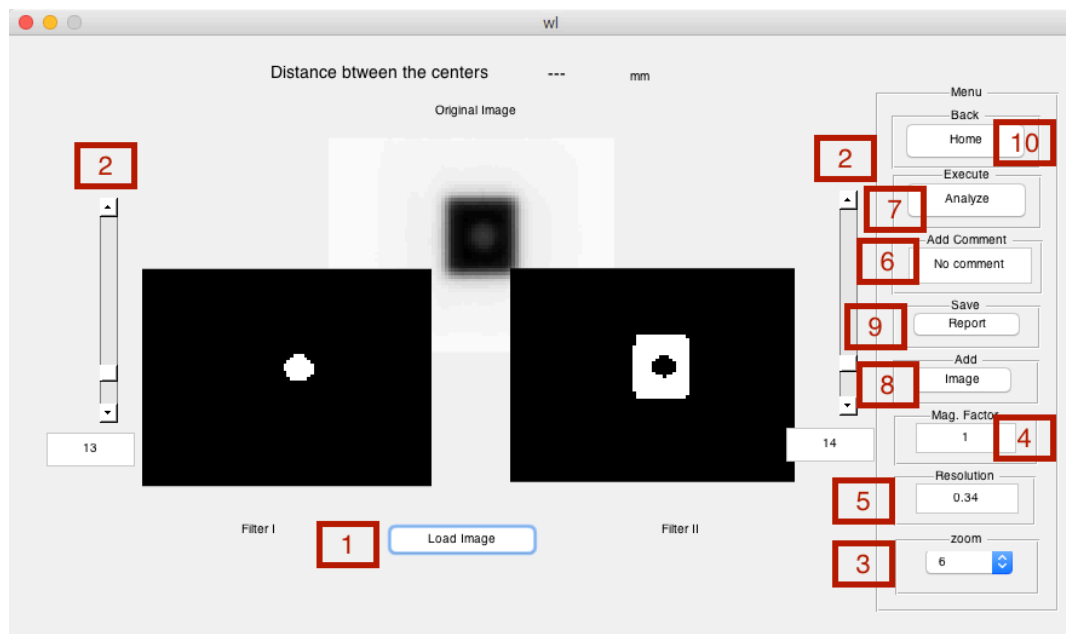 wl
Distance btween the centers --- mm
Original Image
2
2
13
14
Filter I
Filter II
1
Load Image
Menu
Back
Home
10
Execute
7
Analyze
Add Comment
6
No comment
Save
9
Report
Add
8
Image
Mag. Factor
1
4
Resolution
5
0.34
zoom
3
6